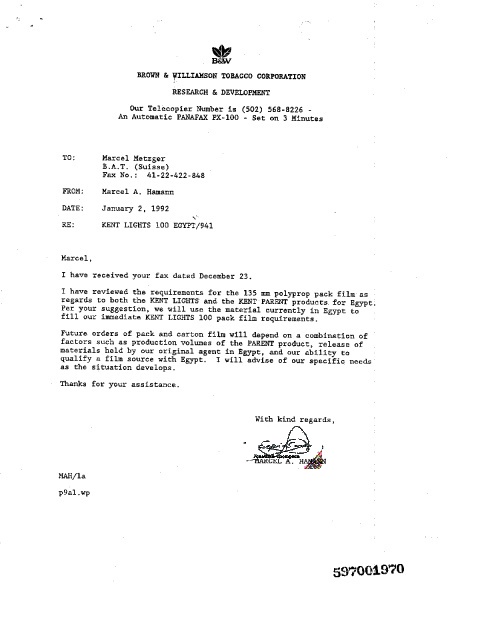 B&W
BROWN & WILLIAMSON TOBACCO CORPORATION
RESEARCH & DEVELOPMENT
Our Telecopier Number is (502) 568-8226 -
An Automatic PANAFAX PX-100 - Set on 3 Minutes
TO: Marcel Metzger
B.A.T. (Suisse)
Fax No.: 41-22-422-848
FROM: Marcel A. Hamann
DATE: January 2, 1992
RE: KENT LIGHTS 100 EGYPT/941
Marcel,
I have received your fax dated December 23.
I have reviewed the requirements for the 135 mm polyprop pack film as
regards to both the KENT LIGHTS and the KENT PARENT products for Egypt.
Per your suggestion, we will use the material currently in Egypt to
fill our immediate KENT LIGHTS 100 pack film requirements.
Future orders of pack and carton film will depend on a combination of
factors such as production volumes of the PARENT product, release of
materials held by our original agent in Egypt, and our ability to
qualify a film source with Egypt. I will advise of our specific needs
as the situation develops.
Thanks for your assistance.
With kind regards,
MARCEL A. HAMANN
MAH/la
p9al.wp
597001970